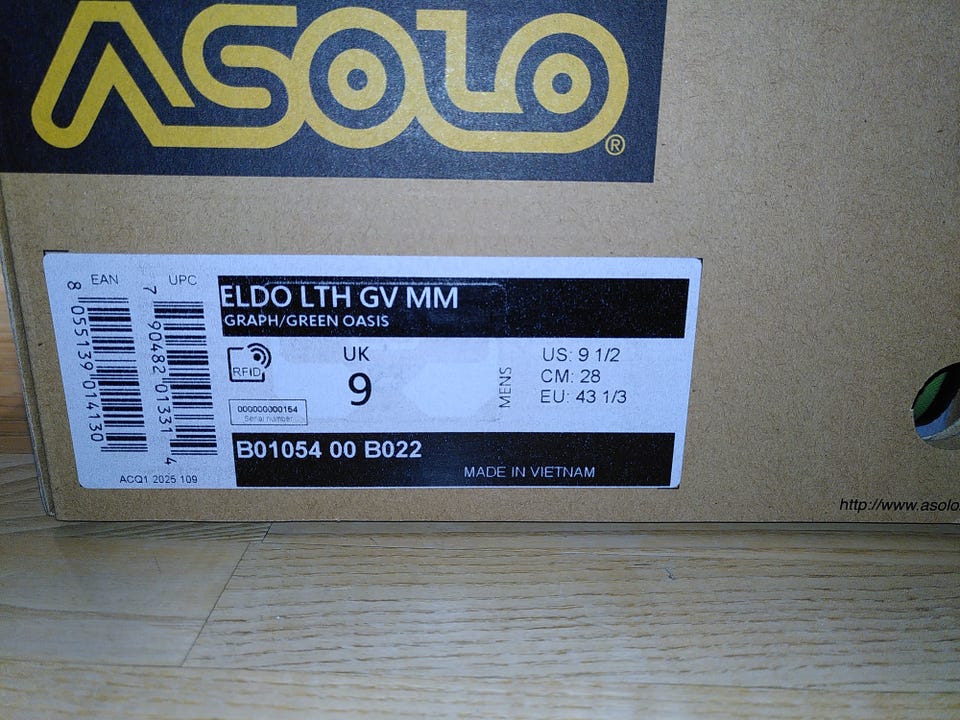 ASOLO®
EAN
8 055139 014130
UPC
7 90482 01331 4
ACQ1 2025 109
ELDO LTH GV MM
GRAPH/GREEN OASIS
RFID
000000000154
Serial number
UK
9
MENS
US: 9 1/2
CM: 28
EU: 43 1/3
B01054 00 B022
MADE IN VIETNAM
http://www.asolo.